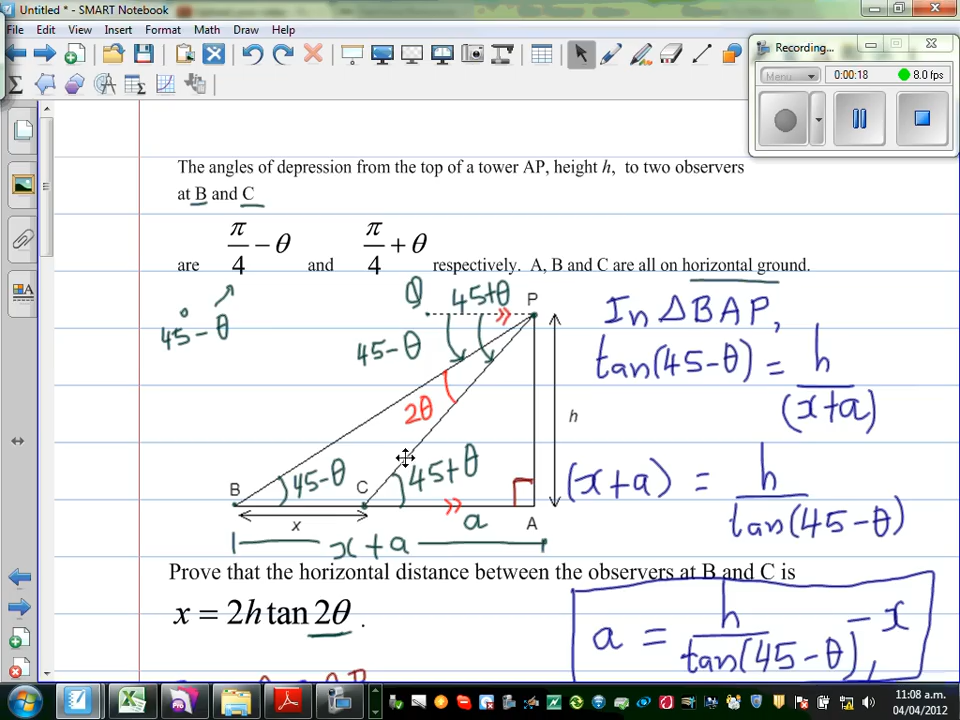 Untitled * - SMART Notebook
File Edit View Insert Format Math Draw Help
Recording...
Menu
0:00:18
8.0 fps
The angles of depression from the top of a tower AP, height h, to two observers
at B and C
are π/4 − θ and π/4 + θ respectively. A, B and C are all on horizontal ground.
45° − θ
Q
45+θ
P
45−θ
2θ
h
B
45−θ
C
45+θ
x
a
A
x+a
In ΔBAP,
tan(45−θ) = h/(x+a)
(x+a) = h/tan(45−θ)
Prove that the horizontal distance between the observers at B and C is
x = 2h tan 2θ .
a = h/tan(45−θ) − x
11:08 a.m.
04/04/2012